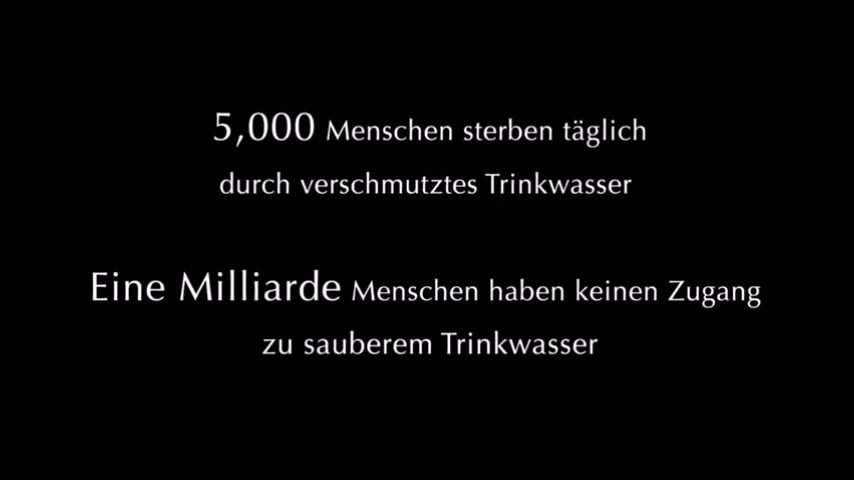 5,000 Menschen sterben täglich
durch verschmutztes Trinkwasser
Eine Milliarde Menschen haben keinen Zugang
zu sauberem Trinkwasser